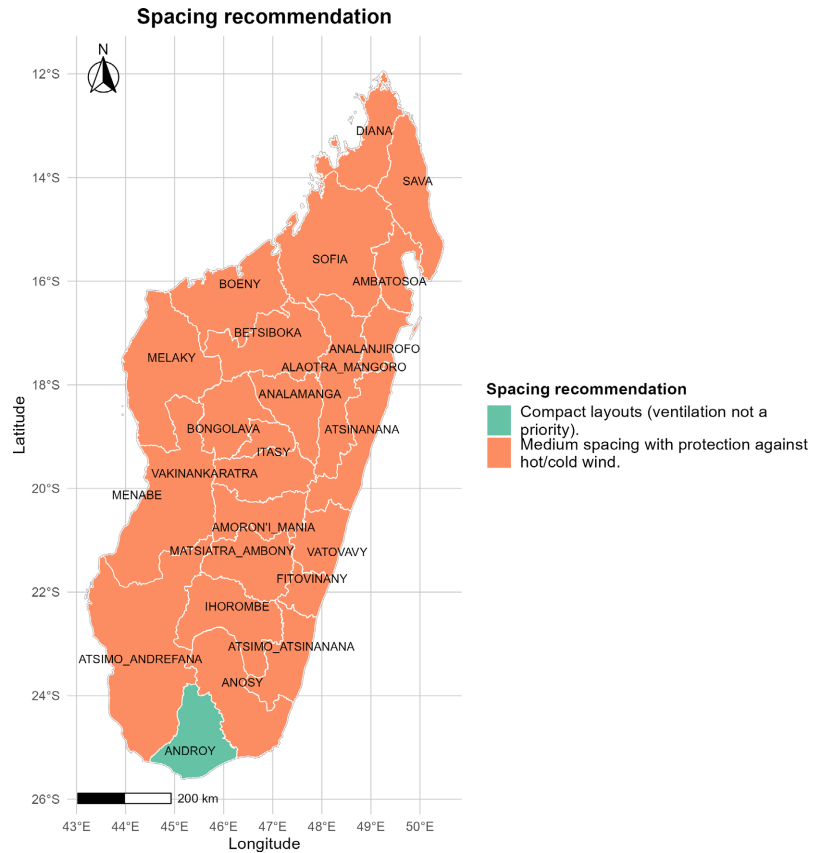 Spacing recommendation
N
12°S
14°S
16°S
18°S
20°S
22°S
24°S
26°S
Latitude
DIANA
SAVA
SOFIA
AMBATOSOA
BOENY
BETSIBOKA
ANALANJIROFO
MELAKY
ALAOTRA_MANGORO
ANALAMANGA
BONGOLAVA
ATSINANANA
ITASY
VAKINANKARATRA
MENABE
AMORON'I_MANIA
MATSIATRA_AMBONY
VATOVAVY
FITOVINANY
IHOROMBE
ATSIMO_ATSINANANA
ATSIMO_ANDREFANA
ANOSY
ANDROY
200 km
43°E 44°E 45°E 46°E 47°E 48°E 49°E 50°E
Longitude
Spacing recommendation
Compact layouts (ventilation not a
priority).
Medium spacing with protection against
hot/cold wind.